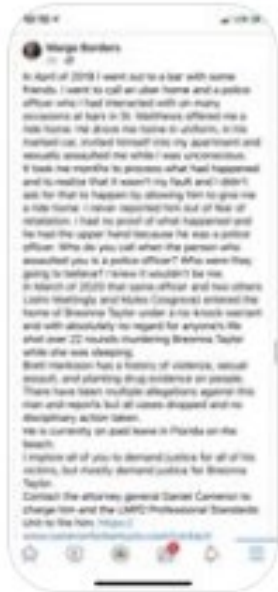 Margo Borders
In April of 2018 I went out to a bar with some
friends. I went to call an uber home and a police
officer who I had interacted with on many
occasions at bars in St. Matthews offered me a
ride home. He drove me home in uniform, in his
marked car, invited himself into my apartment and
sexually assaulted me while I was unconscious.
It took me months to process what had happened
and to realize that it wasn't my fault and I didn't
ask for that to happen by allowing him to give me
a ride home. I never reported him out of fear of
retaliation. I had no proof of what happened and
he had the upper hand because he was a police
officer. Who do you call when the person who
assaulted you is a police officer? Who were they
going to believe? I knew it wouldn't be me.
In March of 2020 that same officer and two others
(John Mattingly and Myles Cosgrove) entered the
home of Breonna Taylor under a no knock warrant
and with absolutely no regard for anyone's life
shot over 22 rounds murdering Breonna Taylor
while she was sleeping.
Brett Hankison has a history of violence, sexual
assault, and planting drug evidence on people.
There have been multiple allegations against this
man and reports but all cases dropped and no
disciplinary action taken.
He is currently on paid leave in Florida on the
beach.
I implore all of you to demand justice for all of his
victims, but mostly demand justice for Breonna
Taylor.
Contact the attorney general Daniel Cameron to
charge him and the LMPD Professional Standards
Unit to fire him. https://